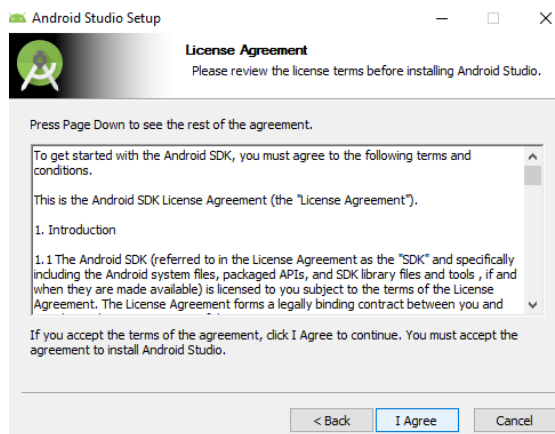 Android Studio Setup
License Agreement
Please review the license terms before installing Android Studio.
Press Page Down to see the rest of the agreement.
To get started with the Android SDK, you must agree to the following terms and
conditions.
This is the Android SDK License Agreement (the "License Agreement").
1. Introduction
1.1 The Android SDK (referred to in the License Agreement as the "SDK" and specifically
including the Android system files, packaged APIs, and SDK library files and tools , if and
when they are made available) is licensed to you subject to the terms of the License
Agreement. The License Agreement forms a legally binding contract between you and
If you accept the terms of the agreement, click I Agree to continue. You must accept the
agreement to install Android Studio.
< Back
I Agree
Cancel